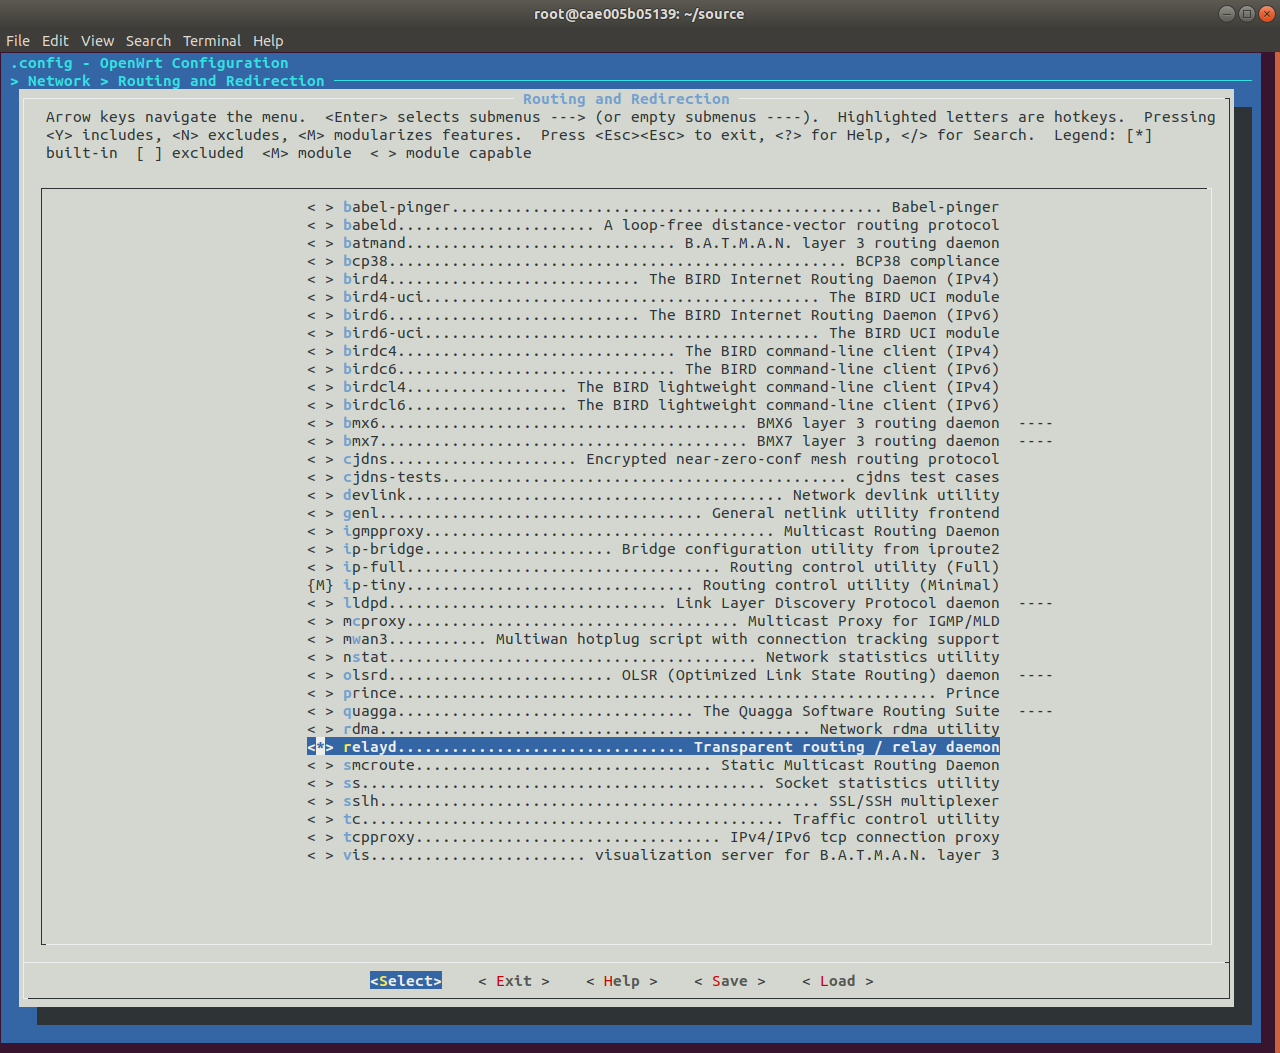 root@cae005b05139: ~/source
File Edit View Search Terminal Help
.config - OpenWrt Configuration
> Network > Routing and Redirection
Routing and Redirection
Arrow keys navigate the menu.  <Enter> selects submenus ---> (or empty submenus ----).  Highlighted letters are hotkeys.  Pressing
<Y> includes, <N> excludes, <M> modularizes features.  Press <Esc><Esc> to exit, <?> for Help, </> for Search.  Legend: [*]
built-in  [ ] excluded  <M> module  < > module capable
< > babel-pinger................................................ Babel-pinger
< > babeld...................... A loop-free distance-vector routing protocol
< > batmand.............................. B.A.T.M.A.N. layer 3 routing daemon
< > bcp38................................................... BCP38 compliance
< > bird4............................ The BIRD Internet Routing Daemon (IPv4)
< > bird4-uci............................................ The BIRD UCI module
< > bird6............................ The BIRD Internet Routing Daemon (IPv6)
< > bird6-uci............................................ The BIRD UCI module
< > birdc4............................... The BIRD command-line client (IPv4)
< > birdc6............................... The BIRD command-line client (IPv6)
< > birdcl4.................. The BIRD lightweight command-line client (IPv4)
< > birdcl6.................. The BIRD lightweight command-line client (IPv6)
< > bmx6......................................... BMX6 layer 3 routing daemon  ----
< > bmx7......................................... BMX7 layer 3 routing daemon  ----
< > cjdns..................... Encrypted near-zero-conf mesh routing protocol
< > cjdns-tests............................................. cjdns test cases
< > devlink.......................................... Network devlink utility
< > genl.................................... General netlink utility frontend
< > igmpproxy....................................... Multicast Routing Daemon
< > ip-bridge..................... Bridge configuration utility from iproute2
< > ip-full................................... Routing control utility (Full)
{M} ip-tiny................................ Routing control utility (Minimal)
< > lldpd............................... Link Layer Discovery Protocol daemon  ----
< > mcproxy..................................... Multicast Proxy for IGMP/MLD
< > mwan3........... Multiwan hotplug script with connection tracking support
< > nstat......................................... Network statistics utility
< > olsrd......................... OLSR (Optimized Link State Routing) daemon  ----
< > prince............................................................ Prince
< > quagga................................. The Quagga Software Routing Suite  ----
< > rdma................................................ Network rdma utility
<*> relayd................................ Transparent routing / relay daemon
< > smcroute................................. Static Multicast Routing Daemon
< > ss............................................. Socket statistics utility
< > sslh................................................. SSL/SSH multiplexer
< > tc............................................... Traffic control utility
< > tcpproxy.................................. IPv4/IPv6 tcp connection proxy
< > vis........................ visualization server for B.A.T.M.A.N. layer 3
<Select>    < Exit >    < Help >    < Save >    < Load >